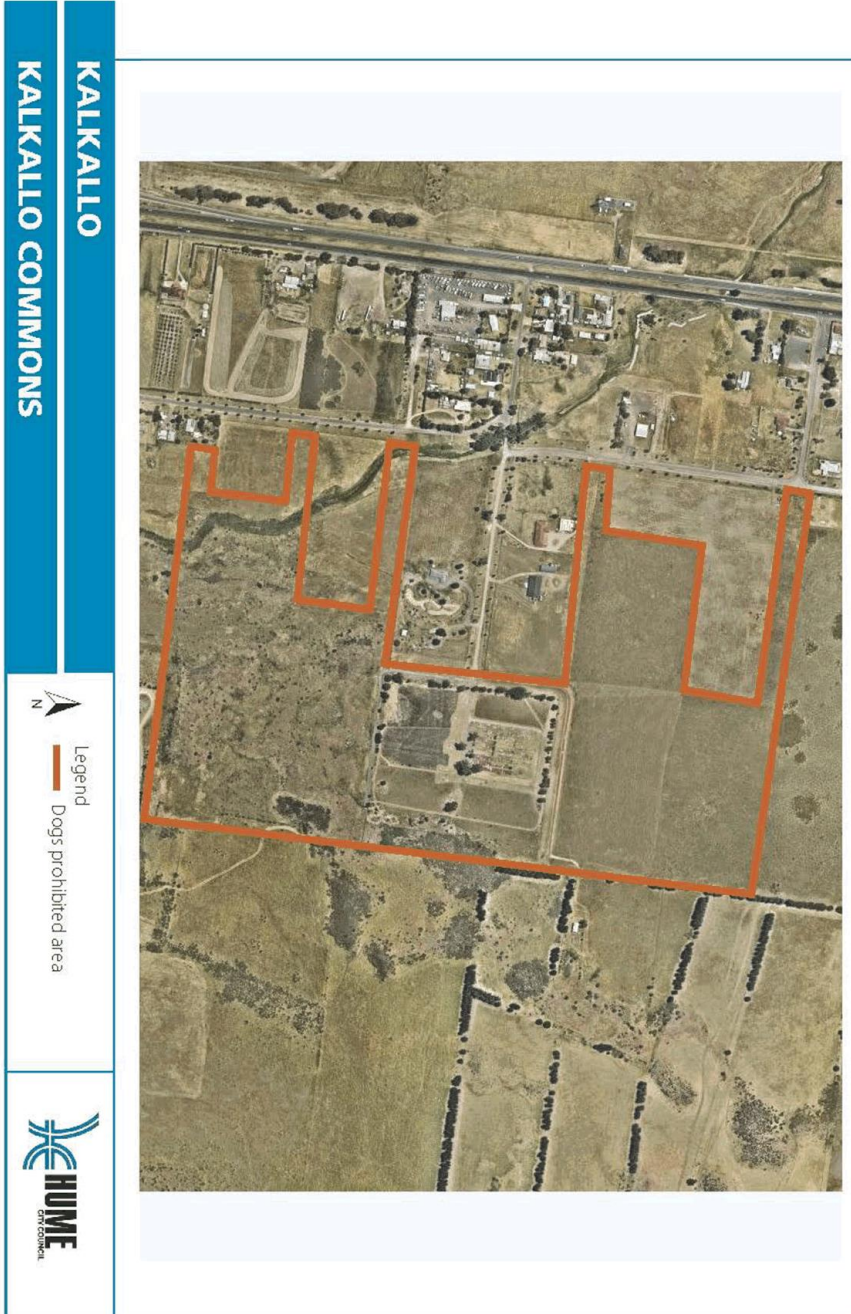 KALKALLO
KALKALLO COMMONS
N
Legend
Dogs prohibited area
HUME
CITY COUNCIL